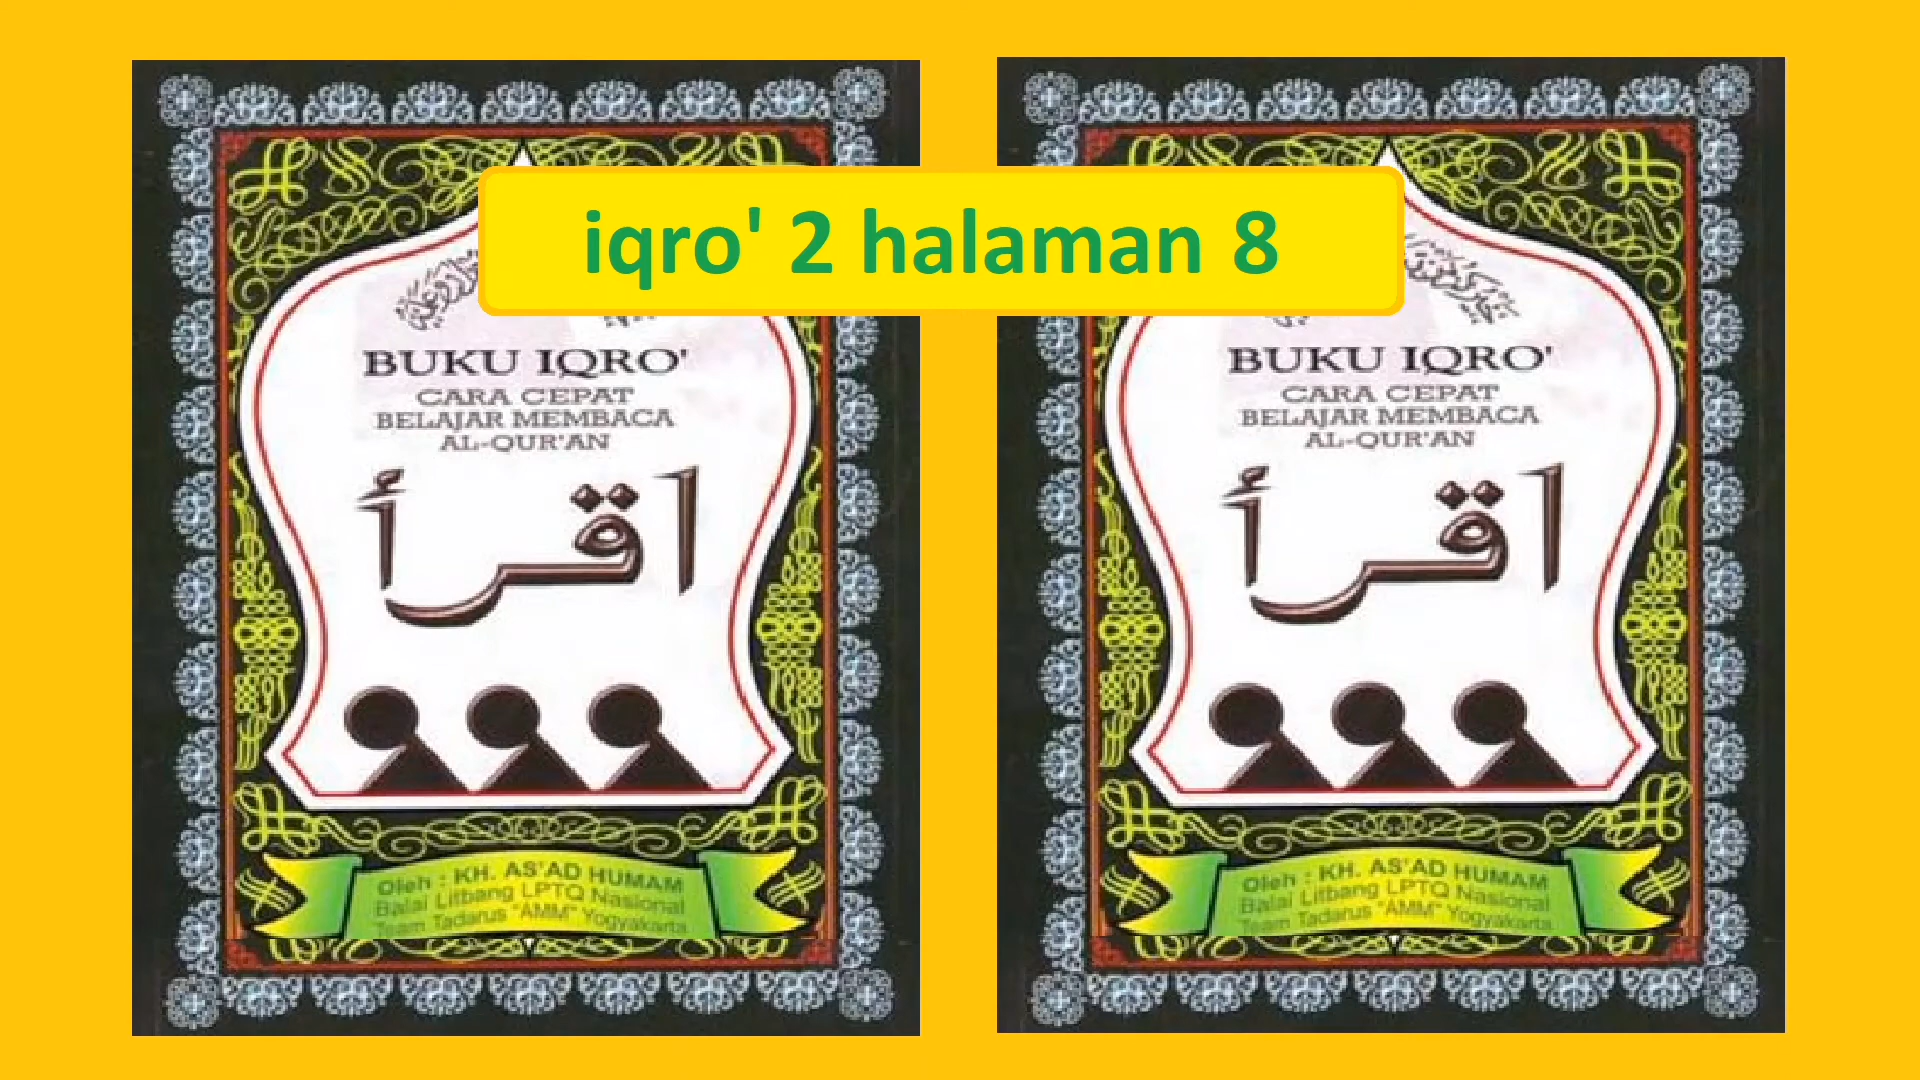 iqro' 2 halaman 8
BUKU IQRO'
CARA CEPAT
BELAJAR MEMBACA
AL-QUR'AN
اقرأ
Oleh : KH. AS'AD HUMAM
Balai Litbang LPTQ Nasional
Team Tadarus "AMM" Yogyakarta
BUKU IQRO'
CARA CEPAT
BELAJAR MEMBACA
AL-QUR'AN
اقرأ
Oleh : KH. AS'AD HUMAM
Balai Litbang LPTQ Nasional
Team Tadarus "AMM" Yogyakarta